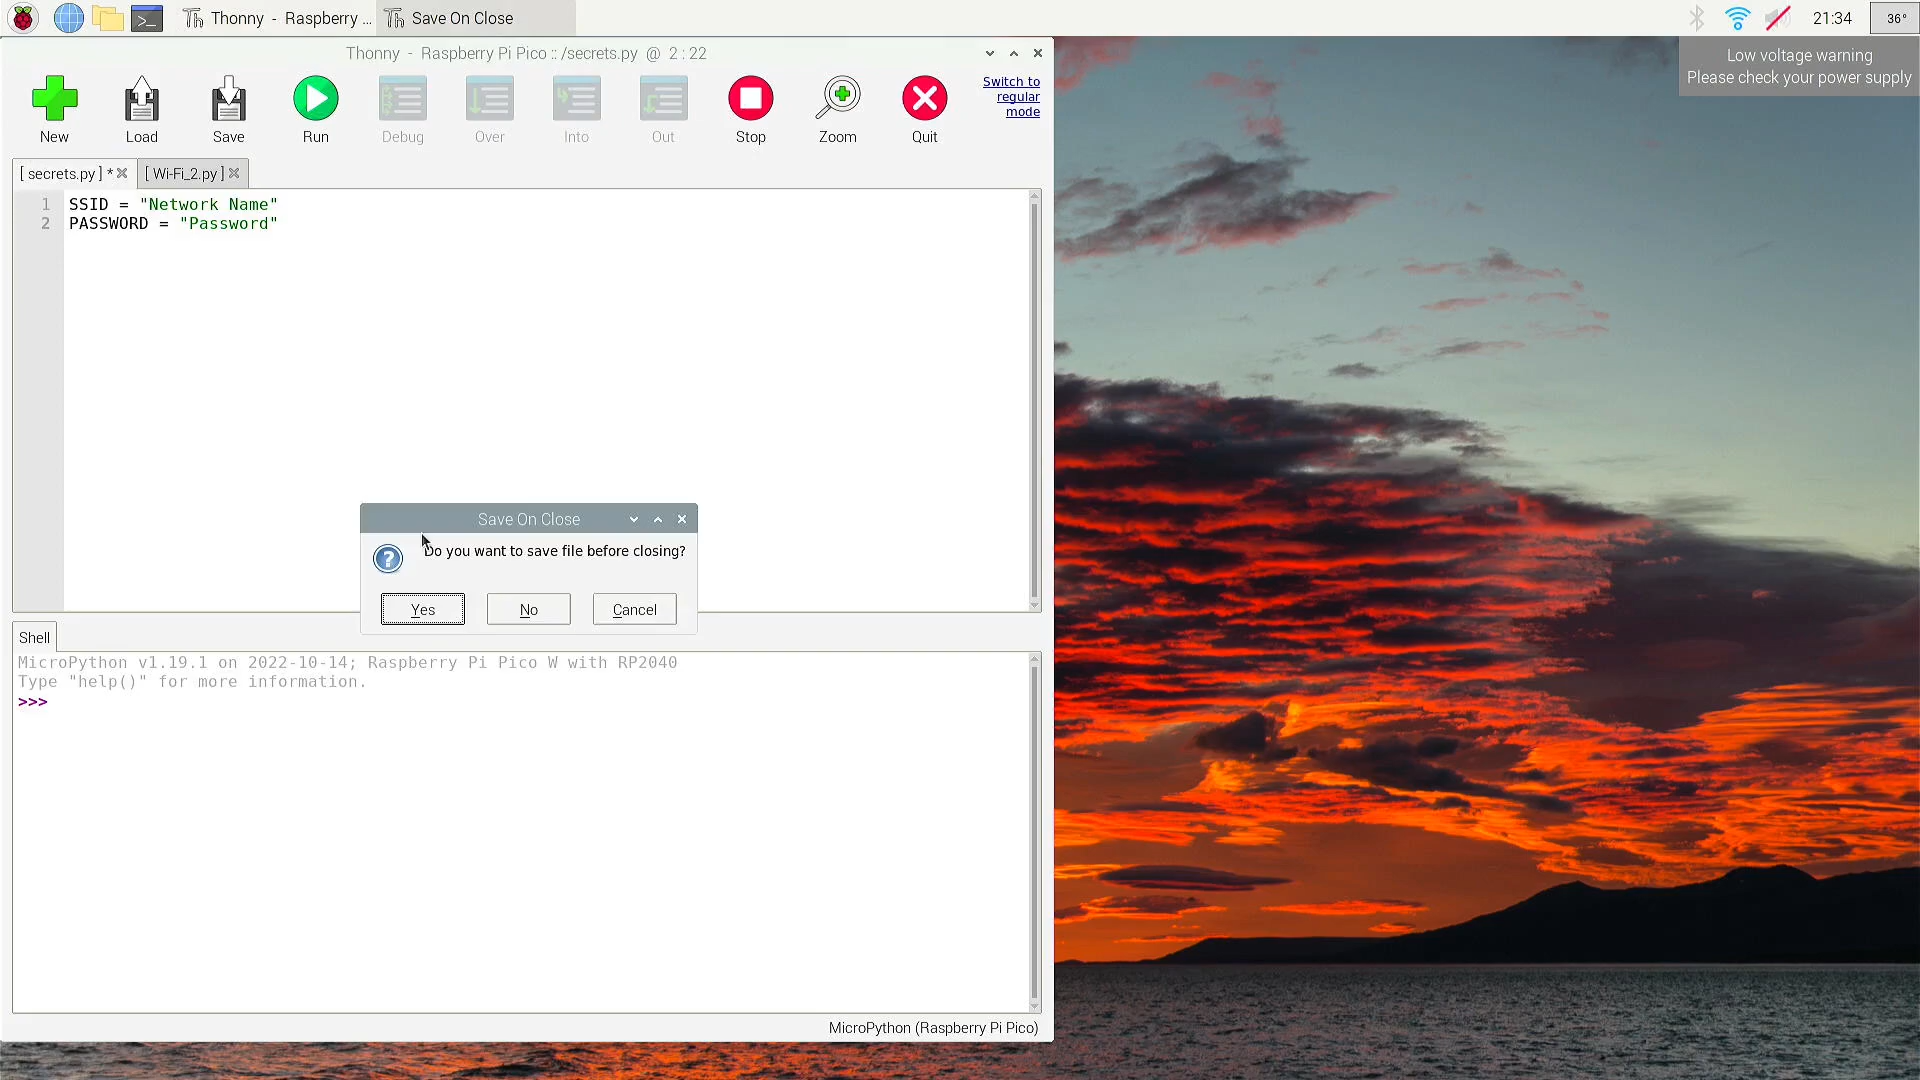 Thonny - Raspberry ...
Save On Close
21:34
36°
Low voltage warning
Please check your power supply
Thonny - Raspberry Pi Pico :: /secrets.py @ 2 : 22
New
Load
Save
Run
Debug
Over
Into
Out
Stop
Zoom
Quit
Switch to
regular
mode
[ secrets.py ] *
[ Wi-Fi_2.py ]
1 SSID = "Network Name"
2 PASSWORD = "Password"
Save On Close
Do you want to save file before closing?
Yes
No
Cancel
Shell
MicroPython v1.19.1 on 2022-10-14; Raspberry Pi Pico W with RP2040
Type "help()" for more information.
>>>
MicroPython (Raspberry Pi Pico)